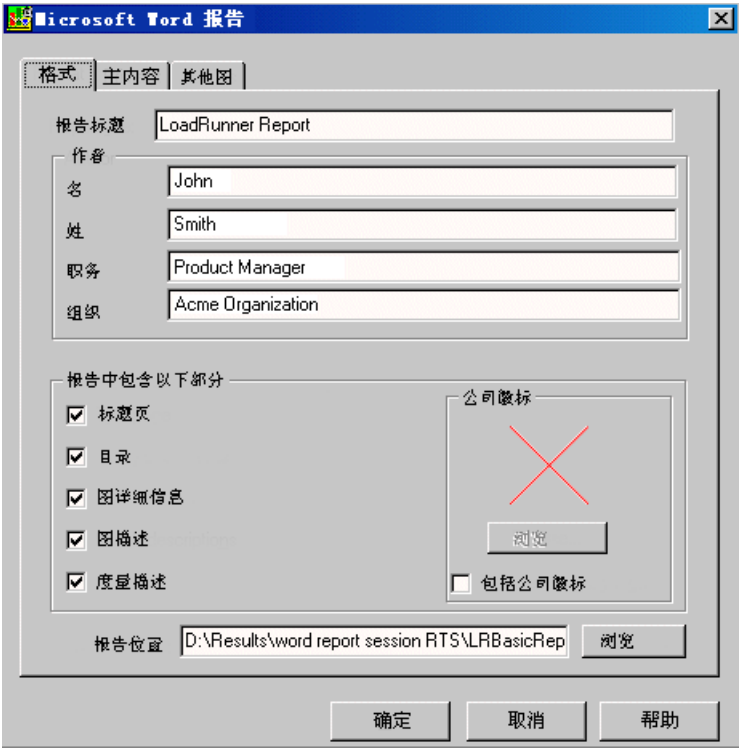 Microsoft Word 报告
格式 主内容 其他图
报告标题 LoadRunner Report
作者
名 John
姓 Smith
职务 Product Manager
组织 Acme Organization
报告中包含以下部分
公司徽标
标题页
目录
图详细信息
图描述
浏览
度量描述
包括公司徽标
报告位置 D:\Results\word report session RTS\LRBasicRep 浏览
确定 取消 帮助